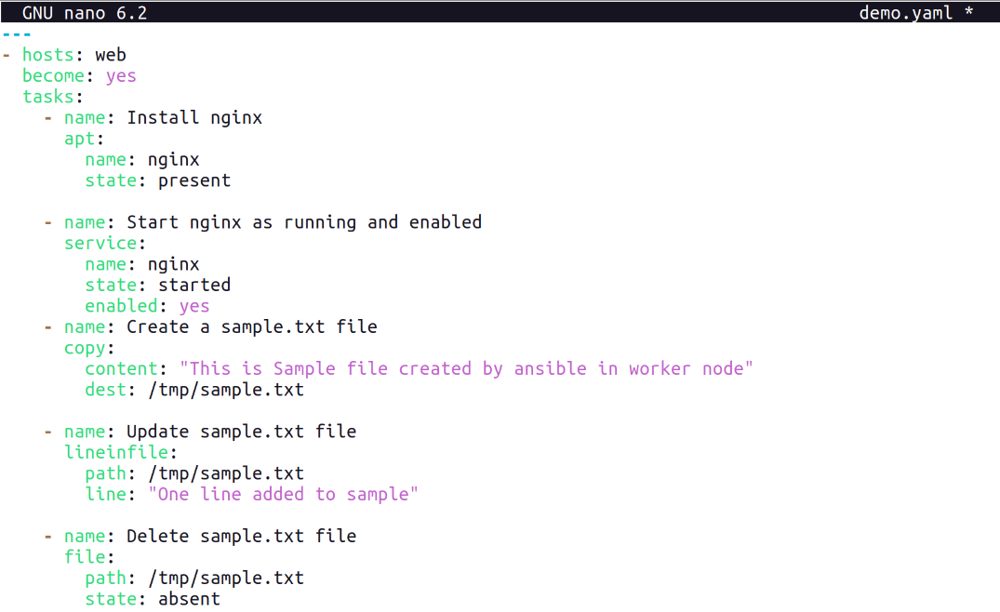 GNU nano 6.2 demo.yaml *
---
- hosts: web
  become: yes
  tasks:
    - name: Install nginx
      apt:
        name: nginx
        state: present

    - name: Start nginx as running and enabled
      service:
        name: nginx
        state: started
        enabled: yes
    - name: Create a sample.txt file
      copy:
        content: "This is Sample file created by ansible in worker node"
        dest: /tmp/sample.txt

    - name: Update sample.txt file
      lineinfile:
        path: /tmp/sample.txt
        line: "One line added to sample"

    - name: Delete sample.txt file
      file:
        path: /tmp/sample.txt
        state: absent